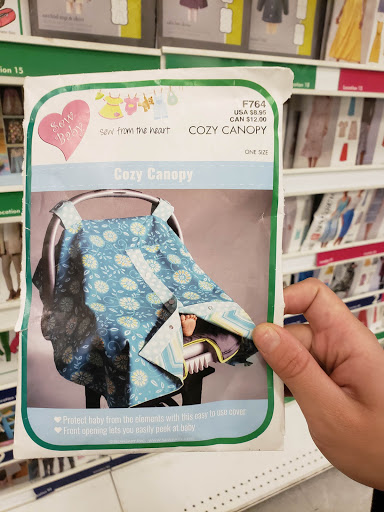 Location 15
Sew
Baby
sew from the heart
F764
USA $8.95
CAN $12.00
COZY CANOPY
ONE SIZE
Cozy Canopy
♥ Protect baby from the elements with this easy to use cover
♥ Front opening lets you easily peek at baby